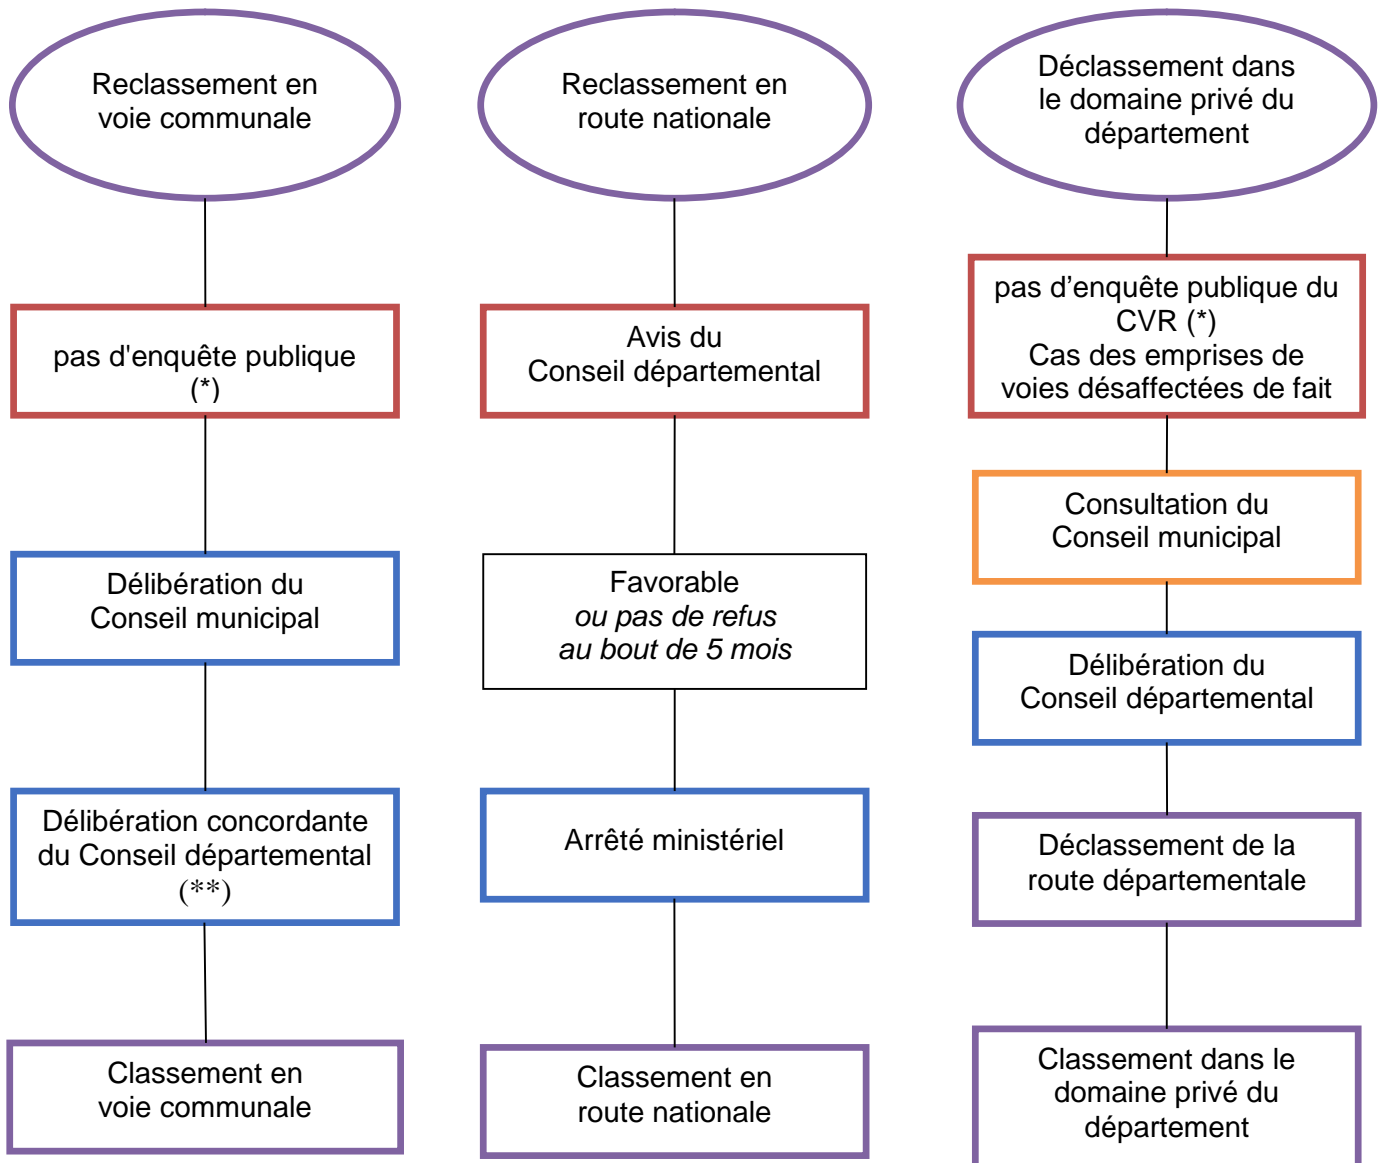 Reclassement en
voie communale
pas d'enquête publique
(*)
Délibération du
Conseil municipal
Délibération concordante
du Conseil départemental
(**)
Classement en
voie communale
Reclassement en
route nationale
Avis du
Conseil départemental
Favorable
ou pas de refus
au bout de 5 mois
Arrêté ministériel
Classement en
route nationale
Déclassement dans
le domaine privé du
département
pas d’enquête publique du
CVR (*)
Cas des emprises de
voies désaffectées de fait
Consultation du
Conseil municipal
Délibération du
Conseil départemental
Déclassement de la
route départementale
Classement dans le
domaine privé du
département